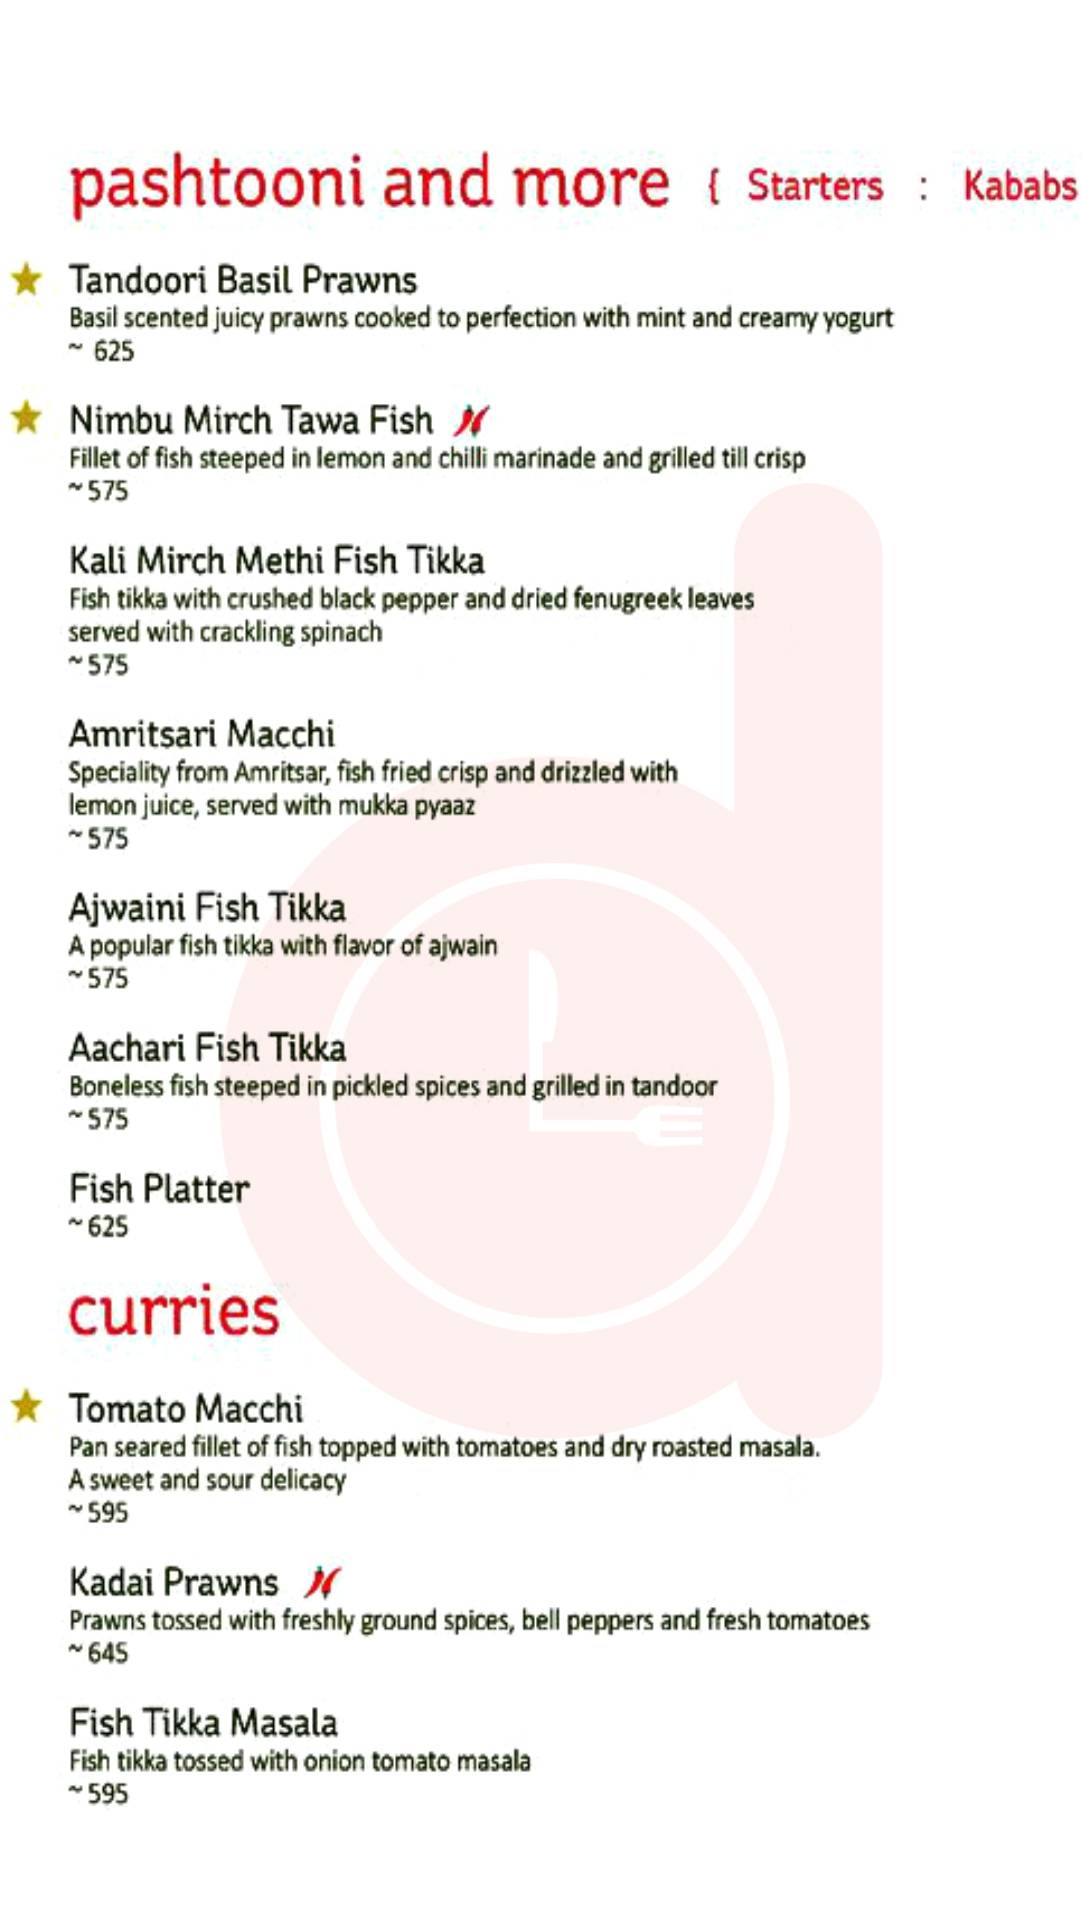 pashtooni and more { Starters : Kababs
Tandoori Basil Prawns
Basil scented juicy prawns cooked to perfection with mint and creamy yogurt
~ 625
Nimbu Mirch Tawa Fish
Fillet of fish steeped in lemon and chilli marinade and grilled till crisp
~ 575
Kali Mirch Methi Fish Tikka
Fish tikka with crushed black pepper and dried fenugreek leaves
served with crackling spinach
~ 575
Amritsari Macchi
Speciality from Amritsar, fish fried crisp and drizzled with
lemon juice, served with mukka pyaaz
~ 575
Ajwaini Fish Tikka
A popular fish tikka with flavor of ajwain
~ 575
Aachari Fish Tikka
Boneless fish steeped in pickled spices and grilled in tandoor
~ 575
Fish Platter
~ 625
curries
Tomato Macchi
Pan seared fillet of fish topped with tomatoes and dry roasted masala.
A sweet and sour delicacy
~ 595
Kadai Prawns
Prawns tossed with freshly ground spices, bell peppers and fresh tomatoes
~ 645
Fish Tikka Masala
Fish tikka tossed with onion tomato masala
~ 595